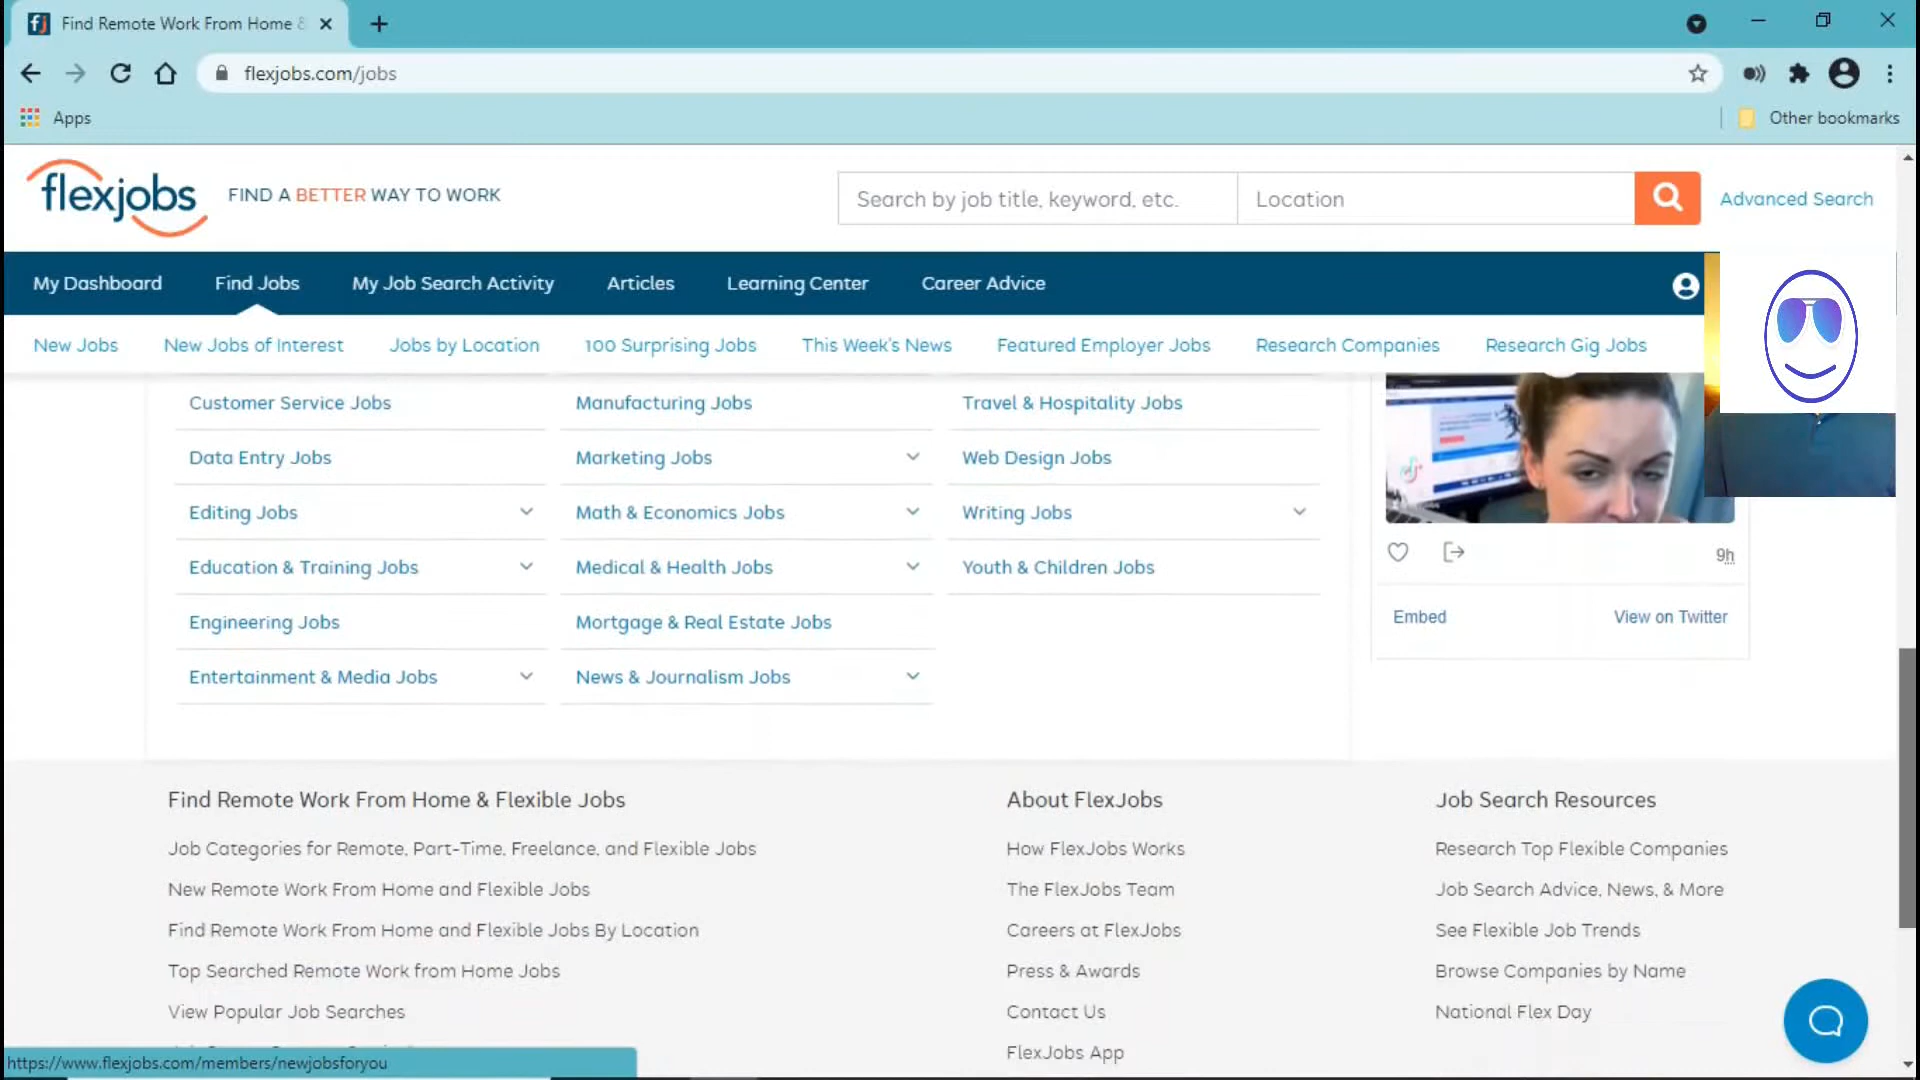 Find Remote Work From Home &
flexjobs.com/jobs
Apps
Other bookmarks
flexjobs
FIND A BETTER WAY TO WORK
Search by job title, keyword, etc.
Location
Advanced Search
My Dashboard
Find Jobs
My Job Search Activity
Articles
Learning Center
Career Advice
New Jobs
New Jobs of Interest
Jobs by Location
100 Surprising Jobs
This Week's News
Featured Employer Jobs
Research Companies
Research Gig Jobs
Customer Service Jobs
Manufacturing Jobs
Travel & Hospitality Jobs
Data Entry Jobs
Marketing Jobs
Web Design Jobs
Editing Jobs
Math & Economics Jobs
Writing Jobs
Education & Training Jobs
Medical & Health Jobs
Youth & Children Jobs
Engineering Jobs
Mortgage & Real Estate Jobs
Entertainment & Media Jobs
News & Journalism Jobs
9h
Embed
View on Twitter
Find Remote Work From Home & Flexible Jobs
Job Categories for Remote, Part-Time, Freelance, and Flexible Jobs
New Remote Work From Home and Flexible Jobs
Find Remote Work From Home and Flexible Jobs By Location
Top Searched Remote Work from Home Jobs
View Popular Job Searches
About FlexJobs
How FlexJobs Works
The FlexJobs Team
Careers at FlexJobs
Press & Awards
Contact Us
FlexJobs App
Job Search Resources
Research Top Flexible Companies
Job Search Advice, News, & More
See Flexible Job Trends
Browse Companies by Name
National Flex Day
https://www.flexjobs.com/members/newjobsforyou